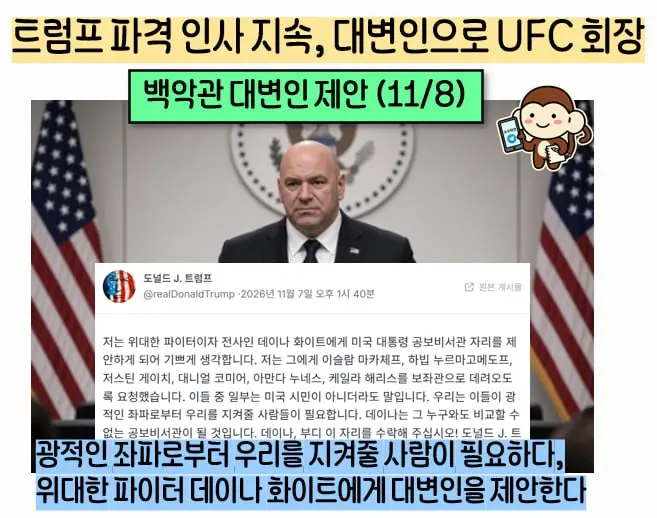 트럼프 파격 인사 지속, 대변인으로 UFC 회장
백악관 대변인 제안 (11/8)
도널드 J. 트럼프
@realDonaldTrump ·2026년 11월 7일 오후 1시 40분
원본 게시물
저는 위대한 파이터이자 전사인 데이나 화이트에게 미국 대통령 공보비서관 자리를 제
안하게 되어 기쁘게 생각합니다. 저는 그에게 이슬람 마카체프, 하빕 누르마고메도프,
저스틴 게이치, 대니얼 코미어, 아만다 누네스, 케일라 해리스를 보좌관으로 데려오도
록 요청했습니다. 이들 중 일부는 미국 시민이 아니더라도 말입니다. 우리는 이들이 광
적인 좌파로부터 우리를 지켜줄 사람들이 필요합니다. 데이나는 그 누구와도 비교할 수
없는 공보비서관이 될 것입니다. 데이나, 부디 이 자리를 수락해 주십시오! 도널드 J. 트
광적인 좌파로부터 우리를 지켜줄 사람이 필요하다,
위대한 파이터 데이나 화이트에게 대변인을 제안한다